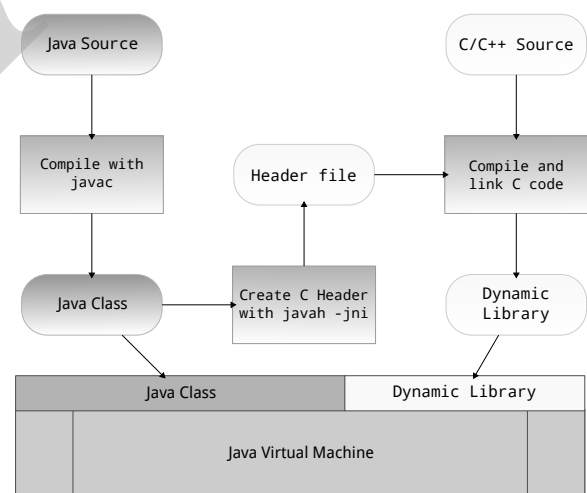 Java Source
C/C++ Source
Compile with
javac
Header file
Compile and
link C code
Java Class
Create C Header
with javah -jni
Dynamic
Library
Java Class
Dynamic Library
Java Virtual Machine